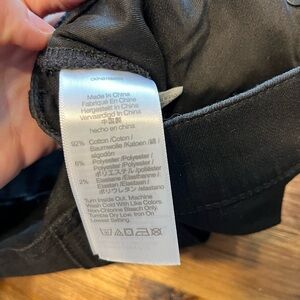 Made In China
Fabriqué En Chine
Hergestellt In China
Vervaardigd In China
中国製
hecho en china
92% Cotton /Coton /
Baumwolle /Katoen /綿 /
algodón
6% Polyester /Polyester /
Polyester /Polyester /
ポリエステル /poliéster
2% Elastane /Elasthanne /
Elastan /Elastaan /
ポリウレタン /elastano
Turn Inside Out. Machine
Wash Cold With Like Colors.
Non-Chlorine Bleach Only.
Tumble Dry Low. Iron On
Lowest Setting.